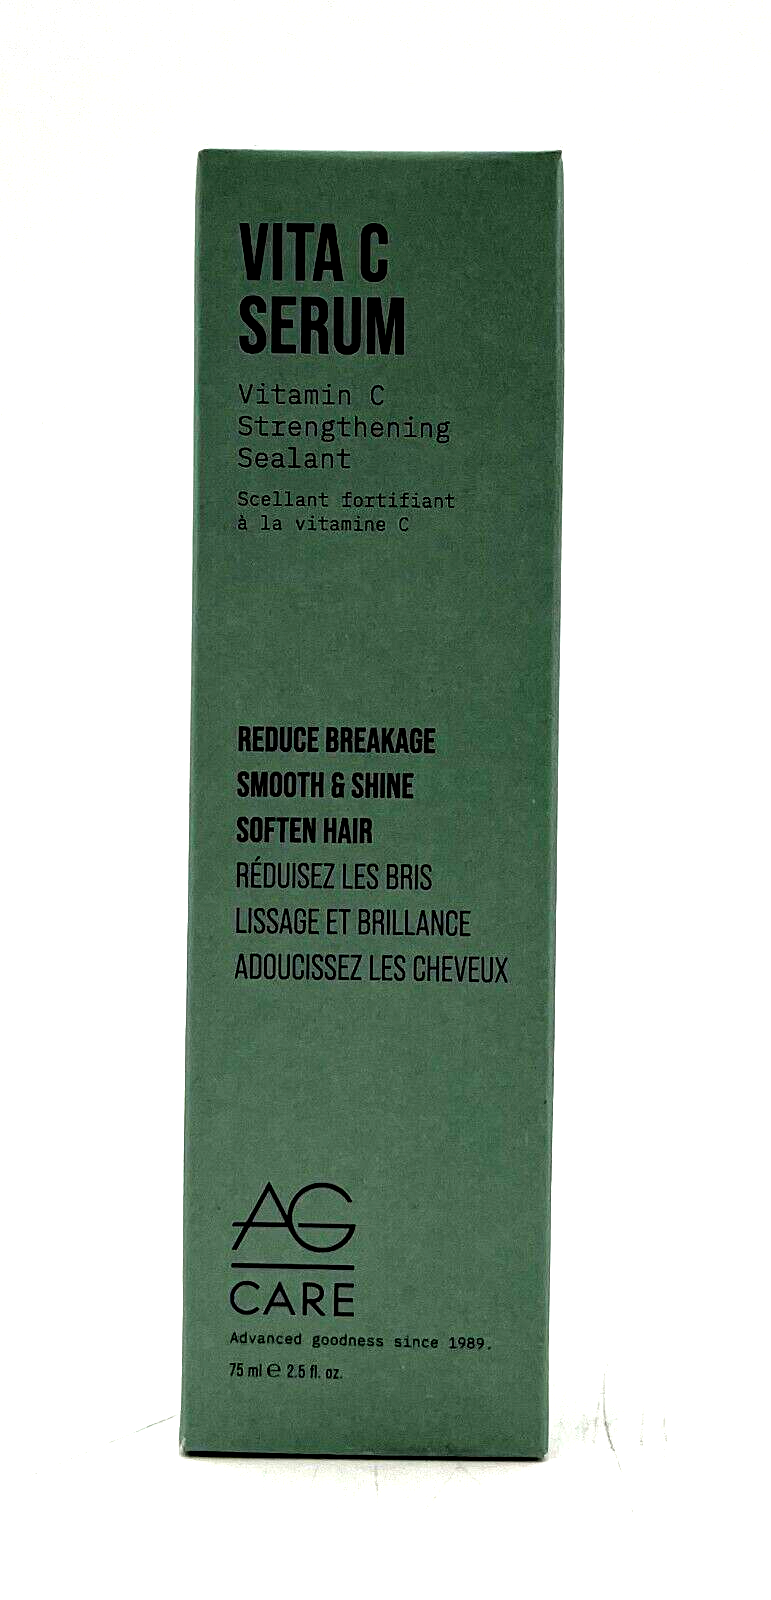 VITA C
SERUM
Vitamin C
Strengthening
Sealant
Scellant fortifiant
à la vitamine C
REDUCE BREAKAGE
SMOOTH & SHINE
SOFTEN HAIR
RÉDUISEZ LES BRIS
LISSAGE ET BRILLANCE
ADOUCISSEZ LES CHEVEUX
AG
CARE
Advanced goodness since 1989.
75 ml ℮ 2.5 fl. oz.